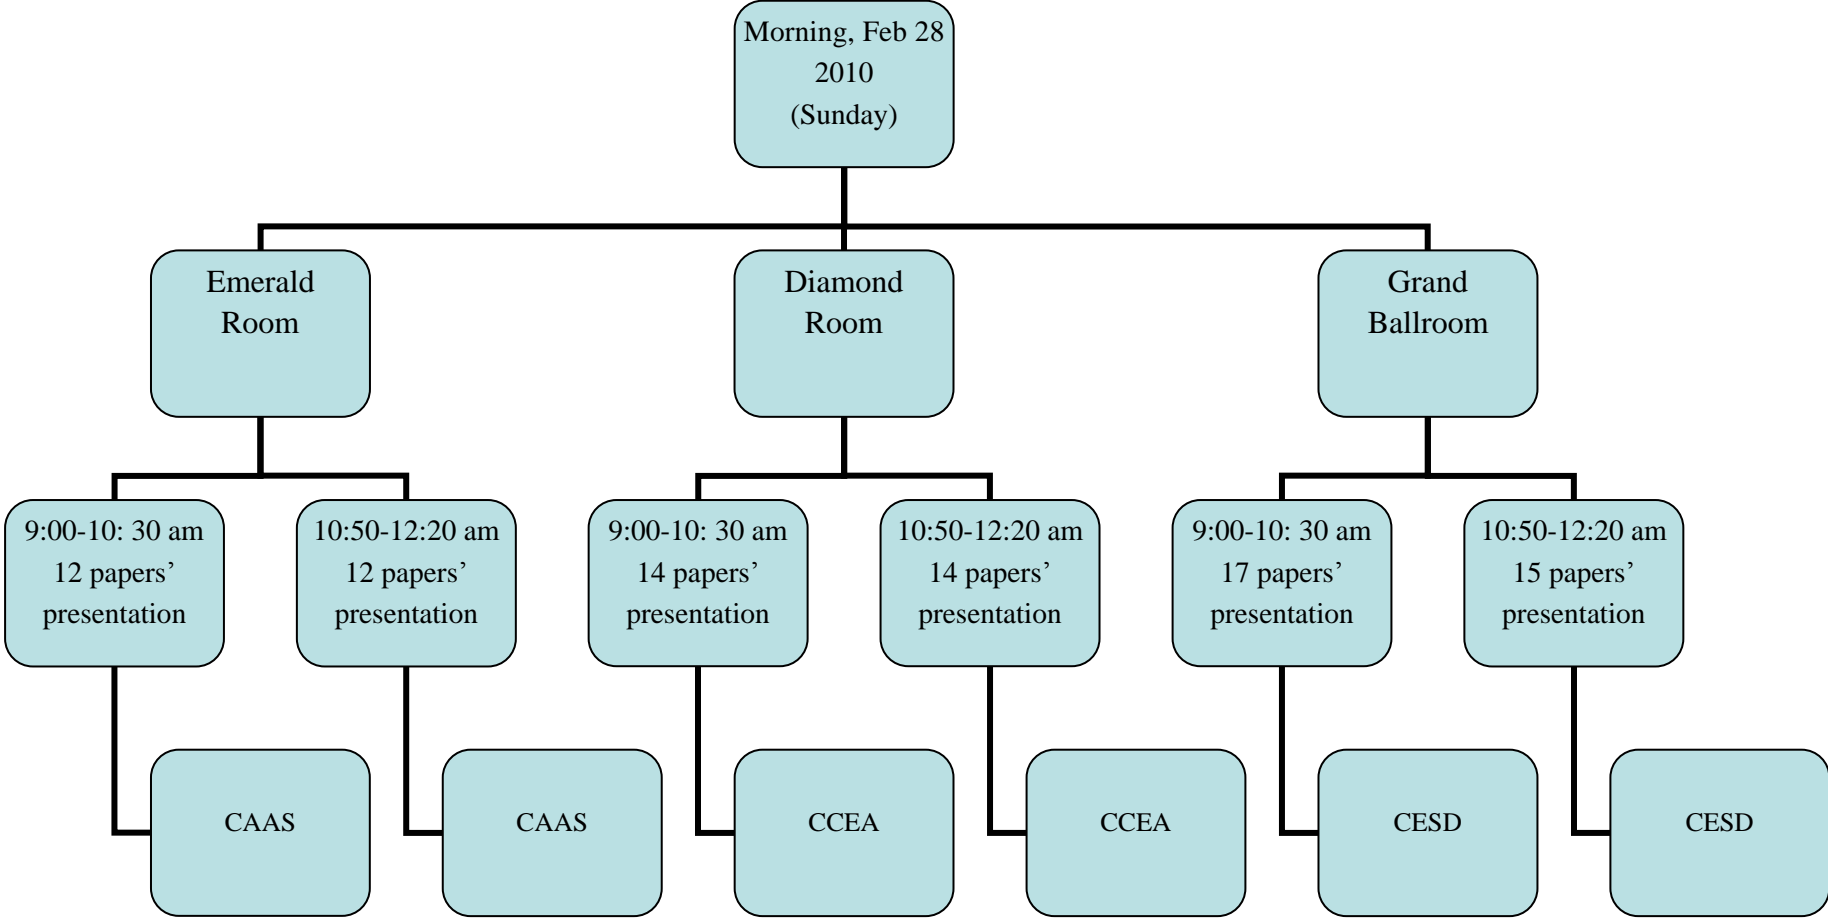 Morning, Feb 28
2010
(Sunday)
Emerald
Room
Diamond
Room
Grand
Ballroom
9:00-10: 30 am
12 papers’
presentation
10:50-12:20 am
12 papers’
presentation
9:00-10: 30 am
14 papers’
presentation
10:50-12:20 am
14 papers’
presentation
9:00-10: 30 am
17 papers’
presentation
10:50-12:20 am
15 papers’
presentation
CAAS
CAAS
CCEA
CCEA
CESD
CESD